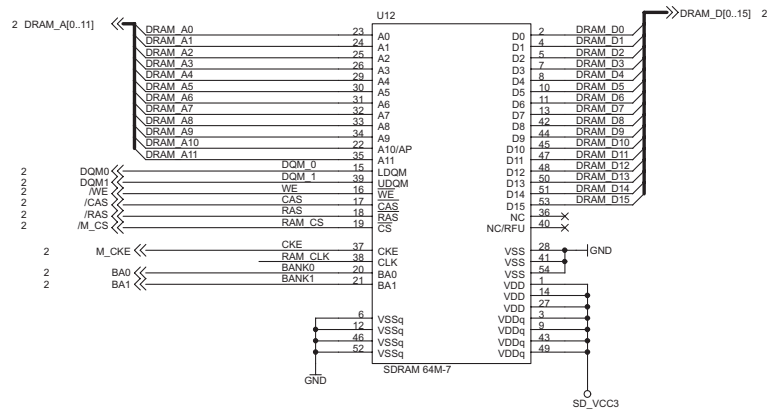 U12
2 DRAM_A[0..11]
DRAM_D[0..15] 2
DRAM_A0 23 A0 D0 2 DRAM_D0
DRAM_A1 24 A1 D1 4 DRAM_D1
DRAM_A2 25 A2 D2 5 DRAM_D2
DRAM_A3 26 A3 D3 7 DRAM_D3
DRAM_A4 29 A4 D4 8 DRAM_D4
DRAM_A5 30 A5 D5 10 DRAM_D5
DRAM_A6 31 A6 D6 11 DRAM_D6
DRAM_A7 32 A7 D7 13 DRAM_D7
DRAM_A8 33 A8 D8 42 DRAM_D8
DRAM_A9 34 A9 D9 44 DRAM_D9
DRAM_A10 22 A10/AP D10 45 DRAM_D10
DRAM_A11 35 A11 D11 47 DRAM_D11
2 DQM0 DQM_0 15 LDQM D12 48 DRAM_D12
2 DQM1 DQM_1 39 UDQM D13 50 DRAM_D13
2 /WE WE 16 WE D14 51 DRAM_D14
2 /CAS CAS 17 CAS D15 53 DRAM_D15
2 /RAS RAS 18 RAS NC 36
2 /M_CS RAM_CS 19 CS NC/RFU 40
2 M_CKE CKE 37 CKE VSS 28 GND
RAM_CLK 38 CLK VSS 41
2 BA0 BANK0 20 BA0 VSS 54
2 BA1 BANK1 21 BA1 VDD 1
VDD 14
VDD 27
6 VSSq VDDq 3
12 VSSq VDDq 9
46 VSSq VDDq 43
52 VSSq VDDq 49
SDRAM 64M-7
GND
SD_VCC3